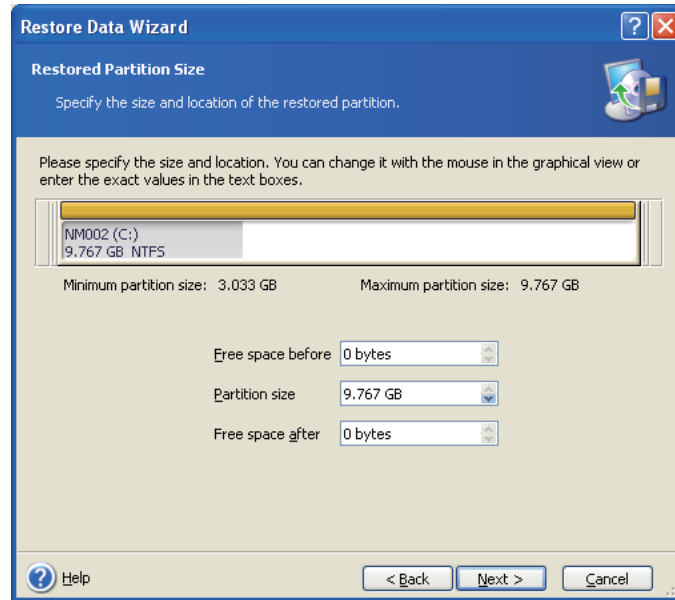 Restore Data Wizard
Restored Partition Size
Specify the size and location of the restored partition.
Please specify the size and location. You can change it with the mouse in the graphical view or
enter the exact values in the text boxes.
NM002 (C:)
9.767 GB NTFS
Minimum partition size: 3.033 GB Maximum partition size: 9.767 GB
Free space before 0 bytes
Partition size 9.767 GB
Free space after 0 bytes
Help < Back Next > Cancel